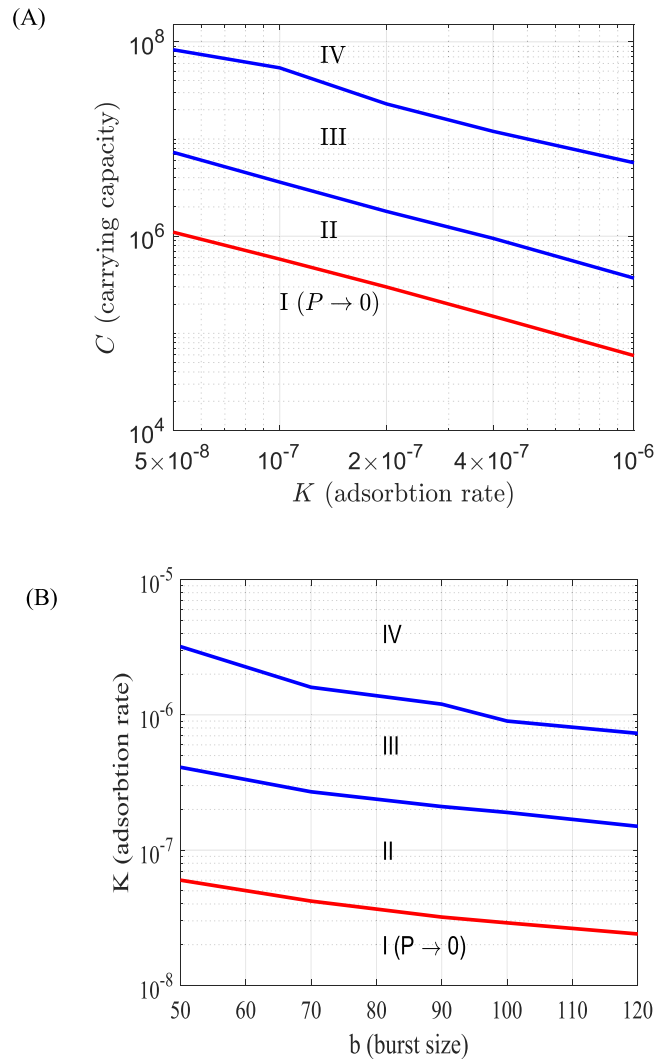 (A)
10^8
10^6
10^4
C (carrying capacity)
IV
III
II
I (P → 0)
5×10^-8 10^-7 2×10^-7 4×10^-7 10^-6
K (adsorbtion rate)
(B)
10^-5
10^-6
10^-7
10^-8
K (adsorbtion rate)
IV
III
II
I (P → 0)
50 60 70 80 90 100 110 120
b (burst size)